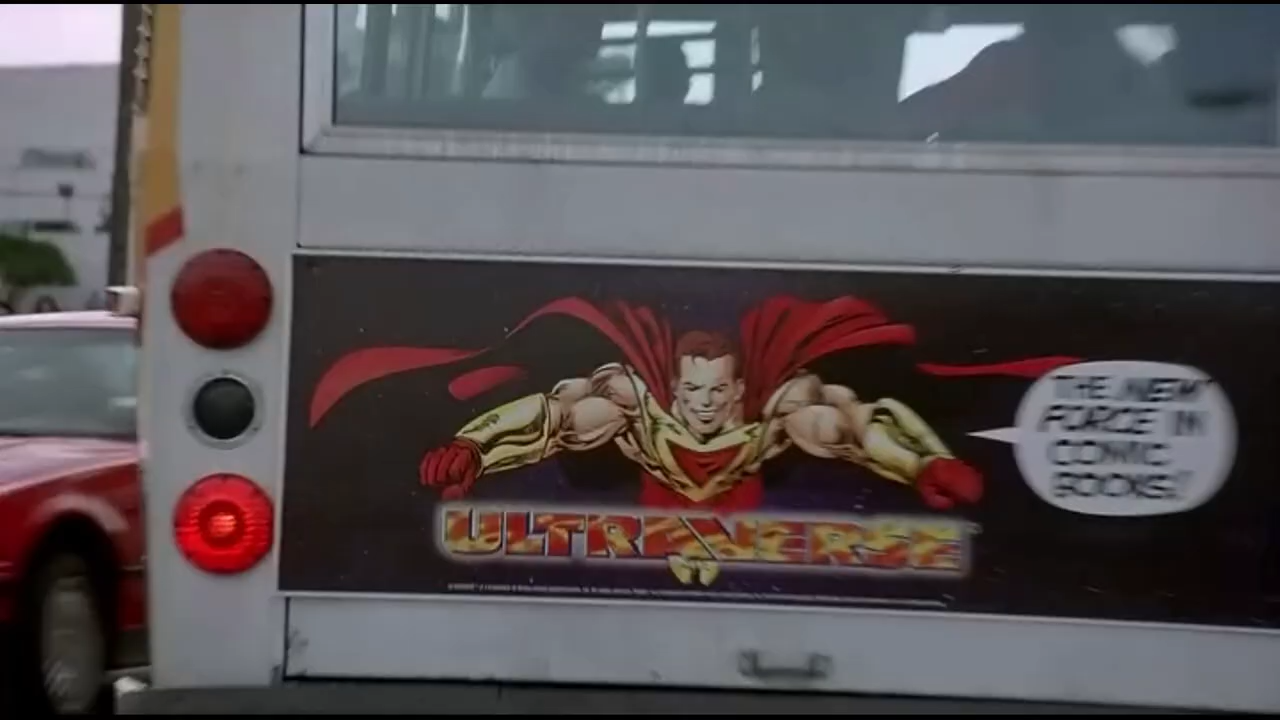 ULTRAVERSE
THE NEW
FORCE IN
COMIC
BOOKS!